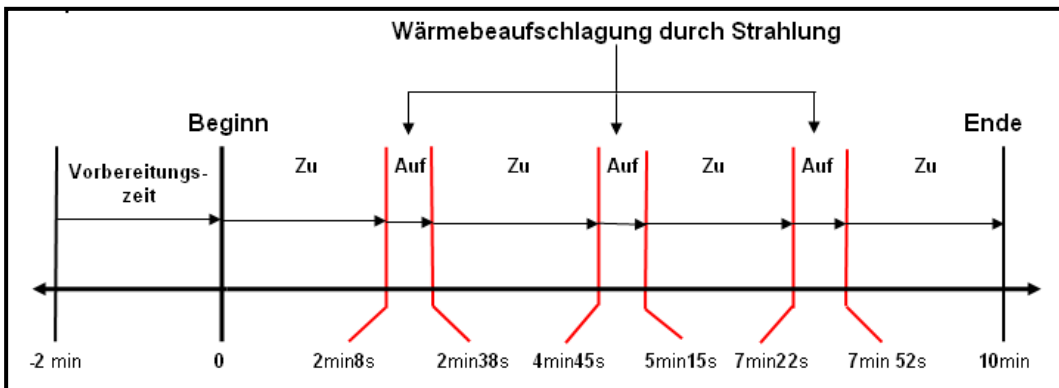 Wärmebeaufschlagung durch Strahlung
Beginn
Ende
Vorbereitungs-
zeit
Zu
Auf
Zu
Auf
Zu
Auf
Zu
-2 min
0
2min8s
2min38s
4min45s
5min15s
7min22s
7min 52s
10min